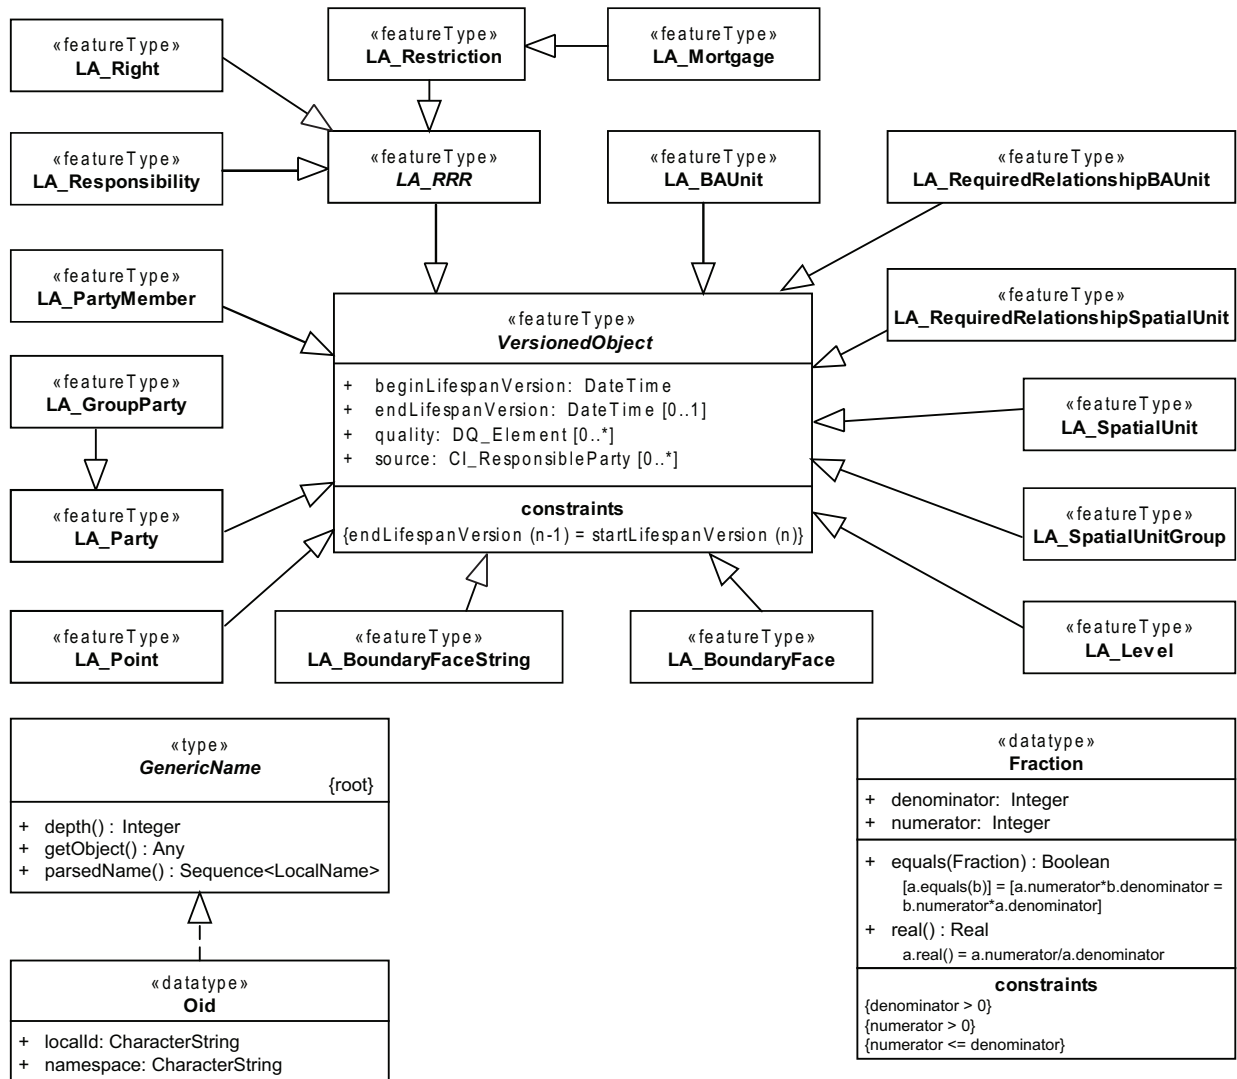 «featureType»
LA_Right
«featureType»
LA_Restriction
«featureType»
LA_Mortgage
«featureType»
LA_Responsibility
«featureType»
LA_RRR
«featureType»
LA_BAUnit
«featureType»
LA_RequiredRelationshipBAUnit
«featureType»
LA_PartyMember
«featureType»
VersionedObject
+ beginLifespanVersion: DateTime
+ endLifespanVersion: DateTime [0..1]
+ quality: DQ_Element [0..*]
+ source: CI_ResponsibleParty [0..*]
constraints
{endLifespanVersion (n-1) = startLifespanVersion (n)}
«featureType»
LA_RequiredRelationshipSpatialUnit
«featureType»
LA_GroupParty
«featureType»
LA_SpatialUnit
«featureType»
LA_Party
«featureType»
LA_SpatialUnitGroup
«featureType»
LA_Point
«featureType»
LA_BoundaryFaceString
«featureType»
LA_BoundaryFace
«featureType»
LA_Level
«type»
GenericName
{root}
+ depth() : Integer
+ getObject() : Any
+ parsedName() : Sequence<LocalName>
«datatype»
Oid
+ localId: CharacterString
+ namespace: CharacterString
«datatype»
Fraction
+ denominator: Integer
+ numerator: Integer
+ equals(Fraction) : Boolean
[a.equals(b)] = [a.numerator*b.denominator =
b.numerator*a.denominator]
+ real() : Real
a.real() = a.numerator/a.denominator
constraints
{denominator > 0}
{numerator > 0}
{numerator <= denominator}